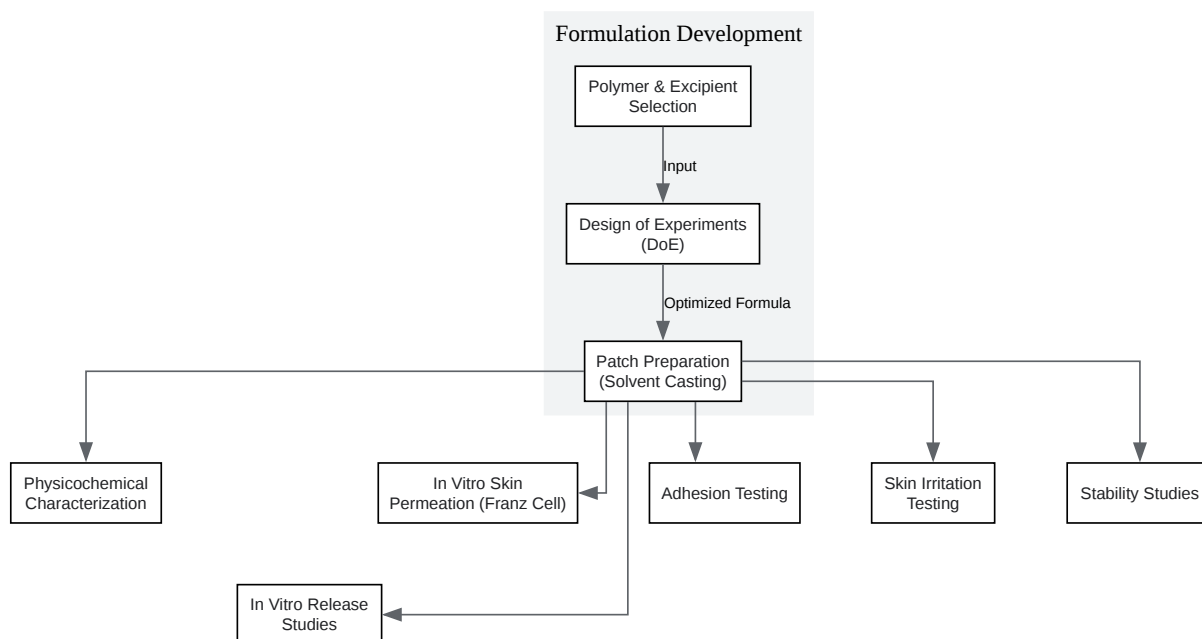 Formulation Development
Polymer & Excipient
Selection
Input
Design of Experiments
(DoE)
Optimized Formula
Patch Preparation
(Solvent Casting)
Physicochemical
Characterization
In Vitro Skin
Permeation (Franz Cell)
Adhesion Testing
Skin Irritation
Testing
Stability Studies
In Vitro Release
Studies